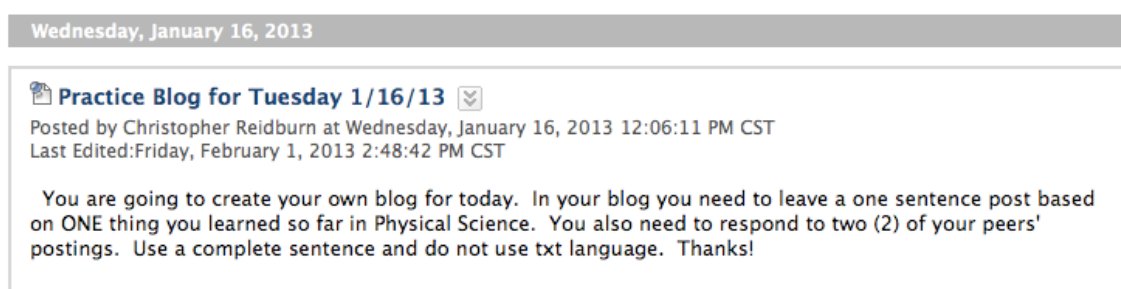 Wednesday, January 16, 2013
Practice Blog for Tuesday 1/16/13
Posted by Christopher Reidburn at Wednesday, January 16, 2013 12:06:11 PM CST
Last Edited:Friday, February 1, 2013 2:48:42 PM CST
You are going to create your own blog for today.  In your blog you need to leave a one sentence post based
on ONE thing you learned so far in Physical Science.  You also need to respond to two (2) of your peers'
postings.  Use a complete sentence and do not use txt language.  Thanks!